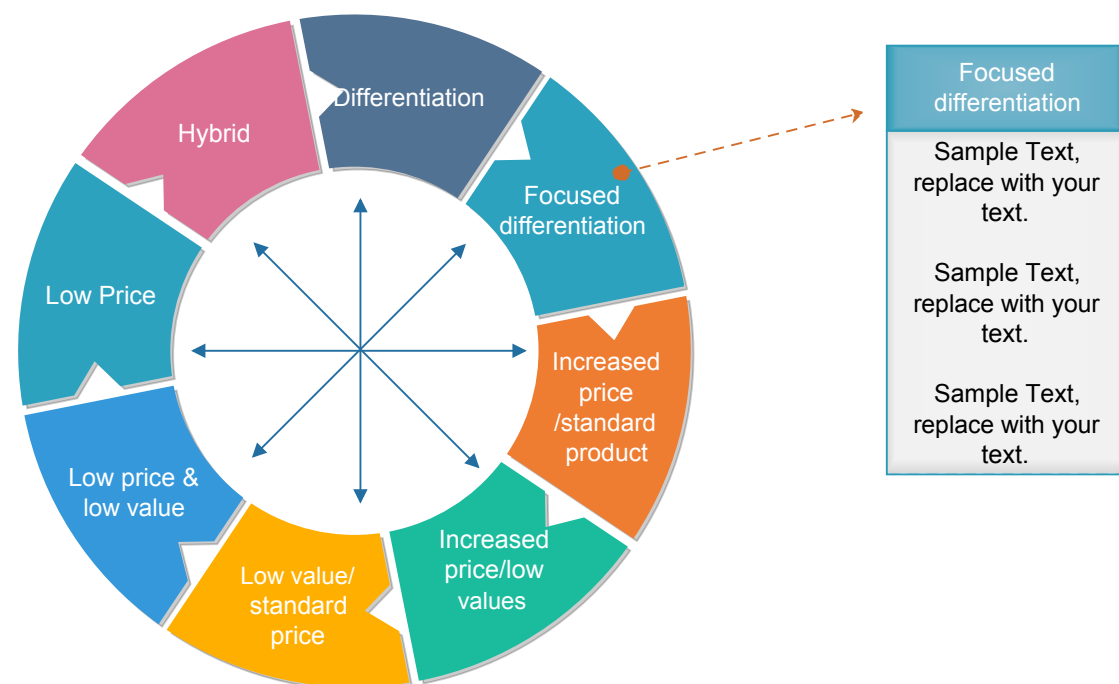 Differentiation
Hybrid
Focused
differentiation
Low Price
Increased
price
/standard
product
Low price &
low value
Increased
price/low
values
Low value/
standard
price
Focused
differentiation
Sample Text,
replace with your
text.
Sample Text,
replace with your
text.
Sample Text,
replace with your
text.